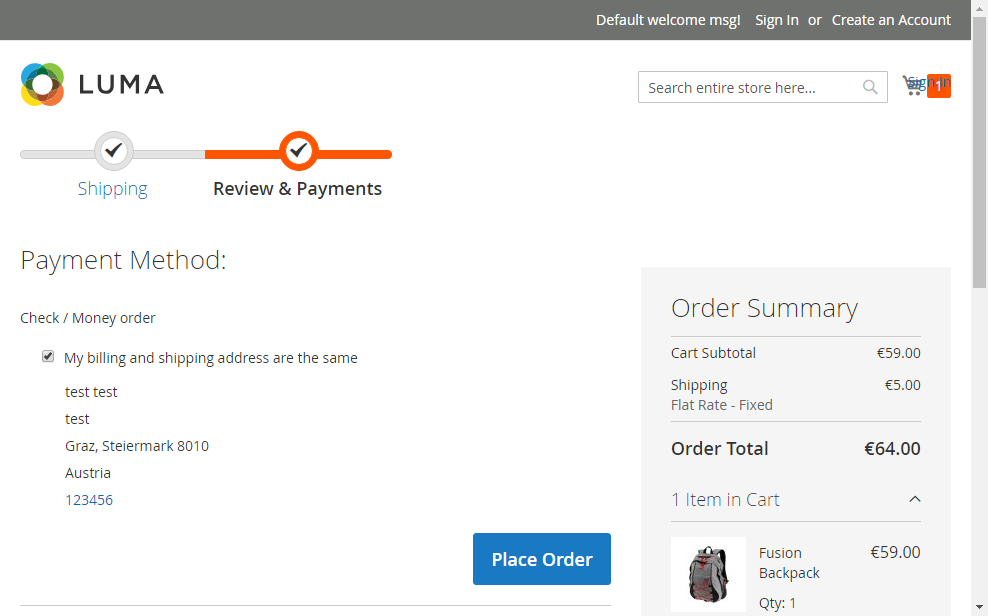 Default welcome msg! Sign In or Create an Account
LUMA
Search entire store here...
Sign In
1
Shipping
Review & Payments
Payment Method:
Check / Money order
My billing and shipping address are the same
test test
test
Graz, Steiermark 8010
Austria
123456
Place Order
Order Summary
Cart Subtotal €59.00
Shipping €5.00
Flat Rate - Fixed
Order Total €64.00
1 Item in Cart
Fusion €59.00
Backpack
Qty: 1